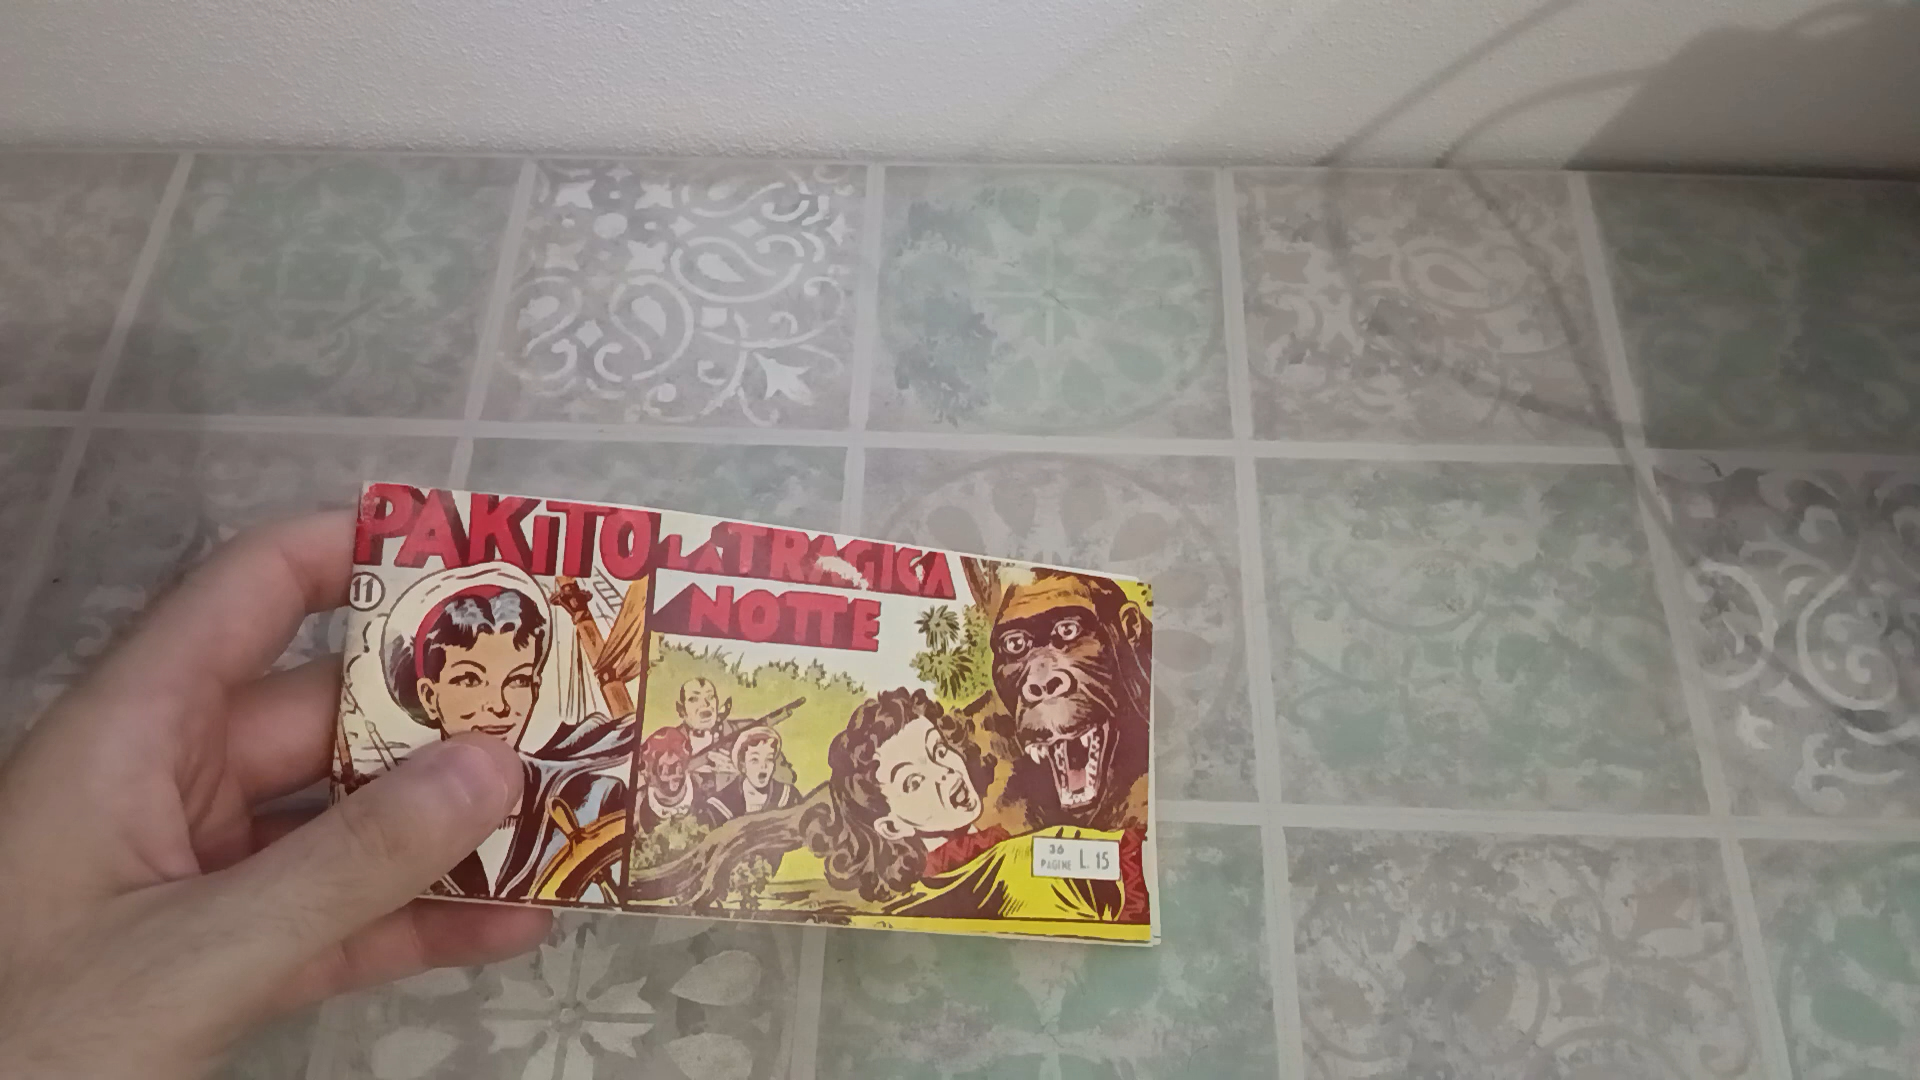 PAKiTO
11
LA TRAGICA
NOTTE
36
PAGINE L. 15